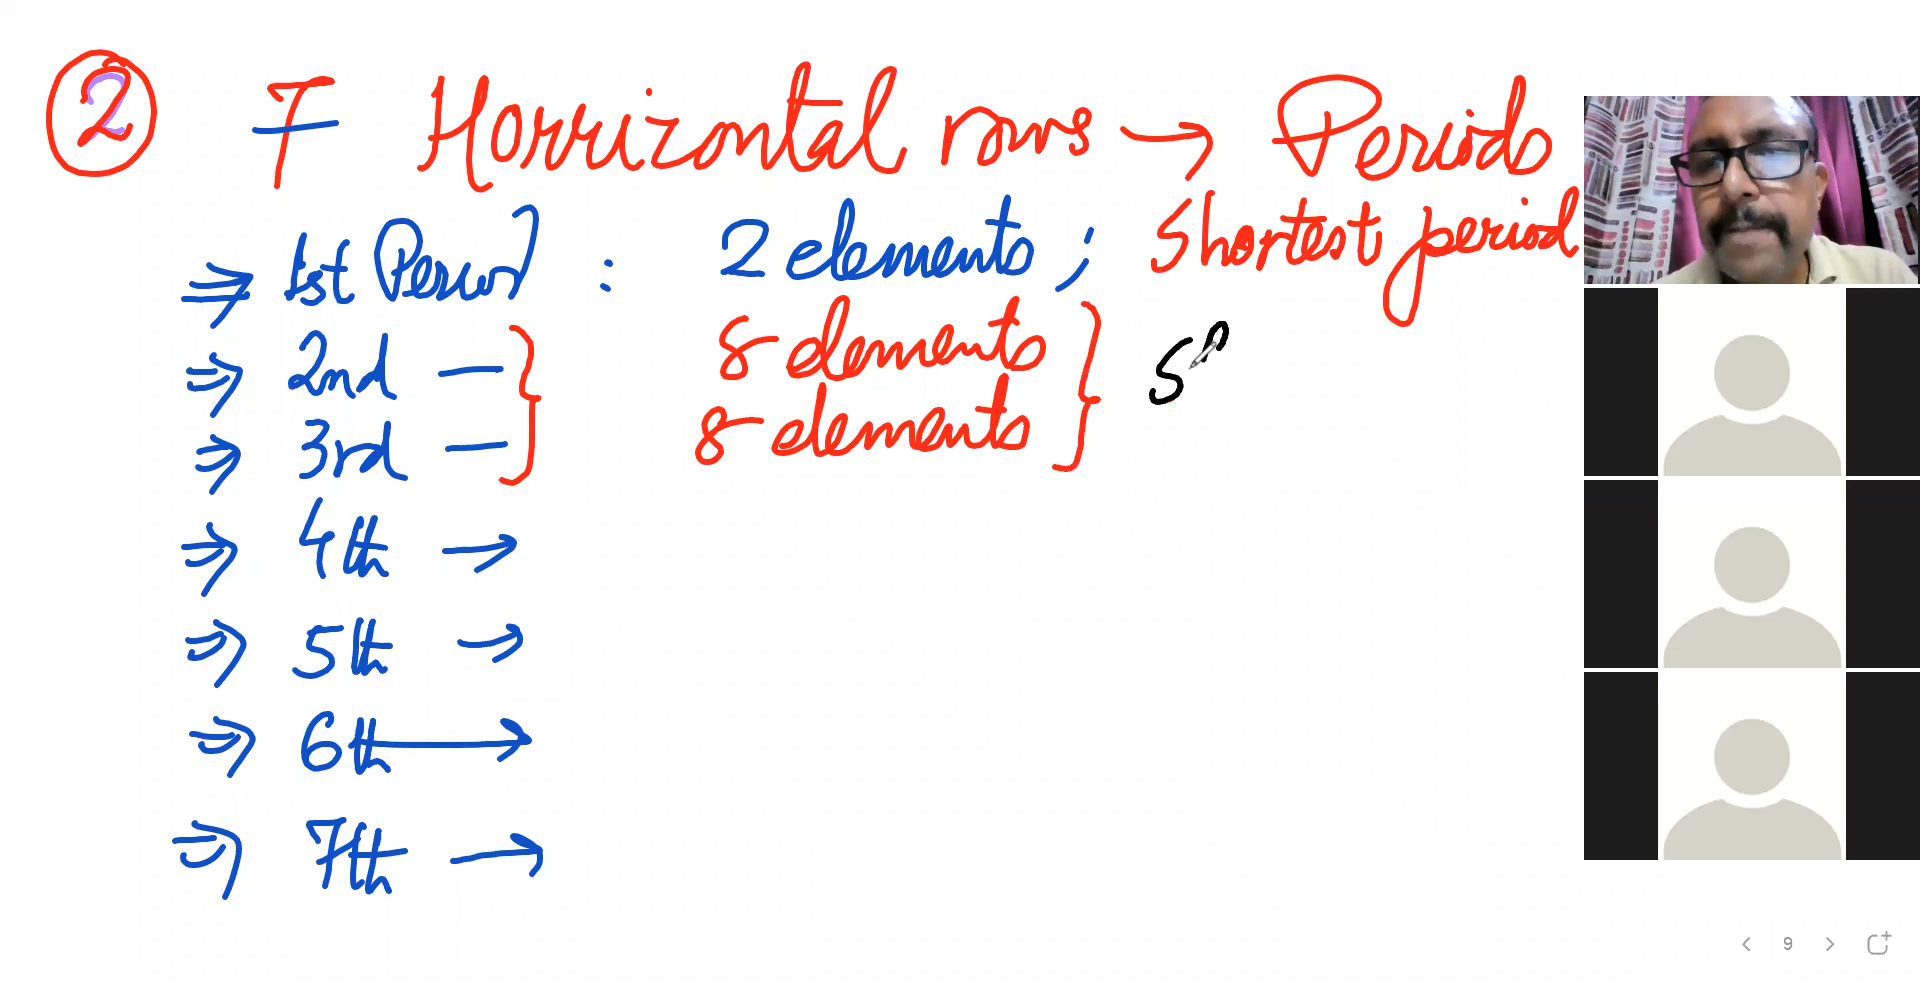 2 7 Horrizontal rows → Periods
⇒ 1st Period : 2 elements ; Shortest period
⇒ 2nd — 8 elements
⇒ 3rd — 8 elements
⇒ 4th →
⇒ 5th →
⇒ 6th →
⇒ 7th →
9